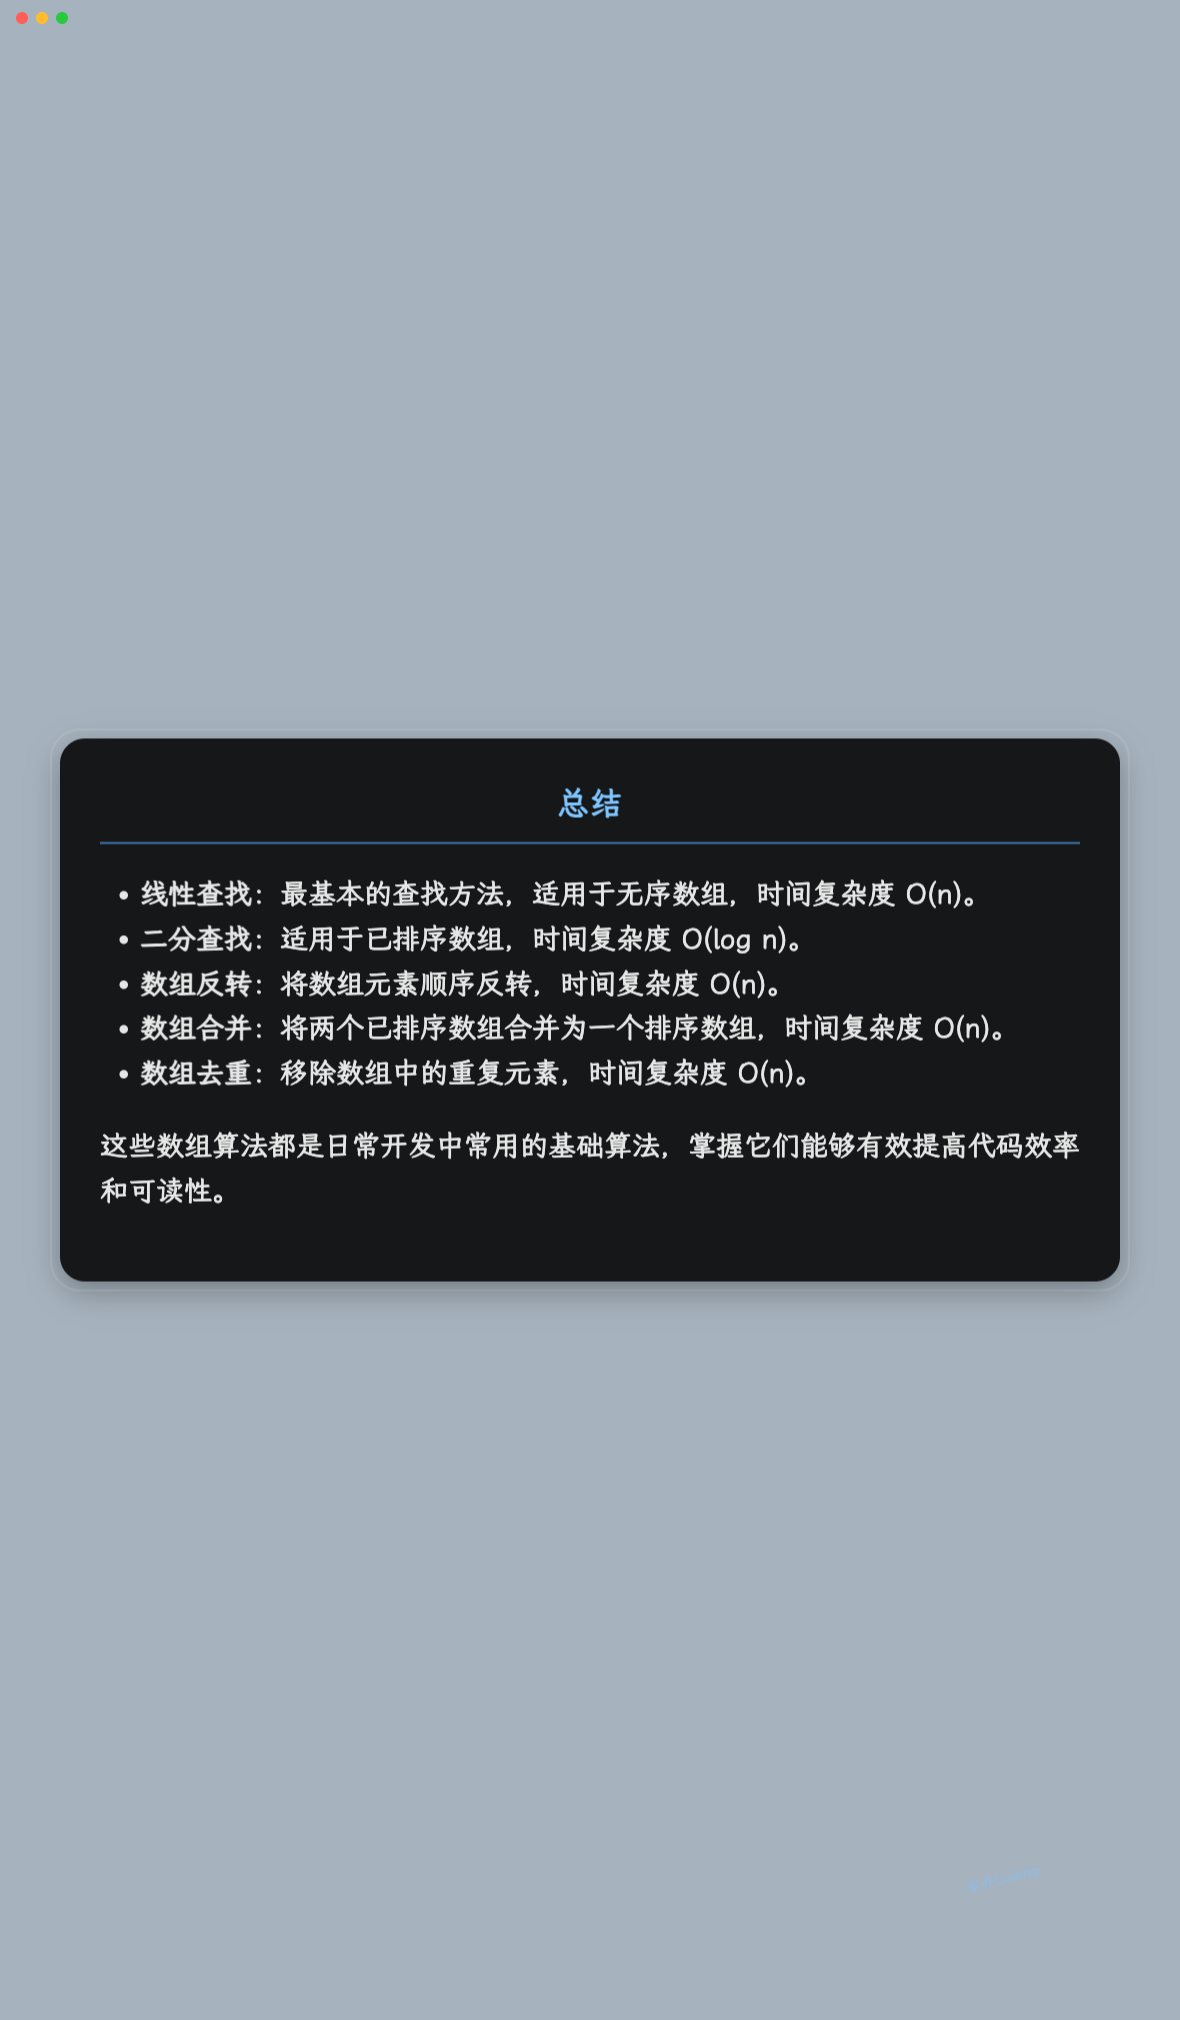 总结
线性查找：最基本的查找方法，适用于无序数组，时间复杂度 O(n)。
二分查找：适用于已排序数组，时间复杂度 O(log n)。
数组反转：将数组元素顺序反转，时间复杂度 O(n)。
数组合并：将两个已排序数组合并为一个排序数组，时间复杂度 O(n)。
数组去重：移除数组中的重复元素，时间复杂度 O(n)。
这些数组算法都是日常开发中常用的基础算法，掌握它们能够有效提高代码效率
和可读性。